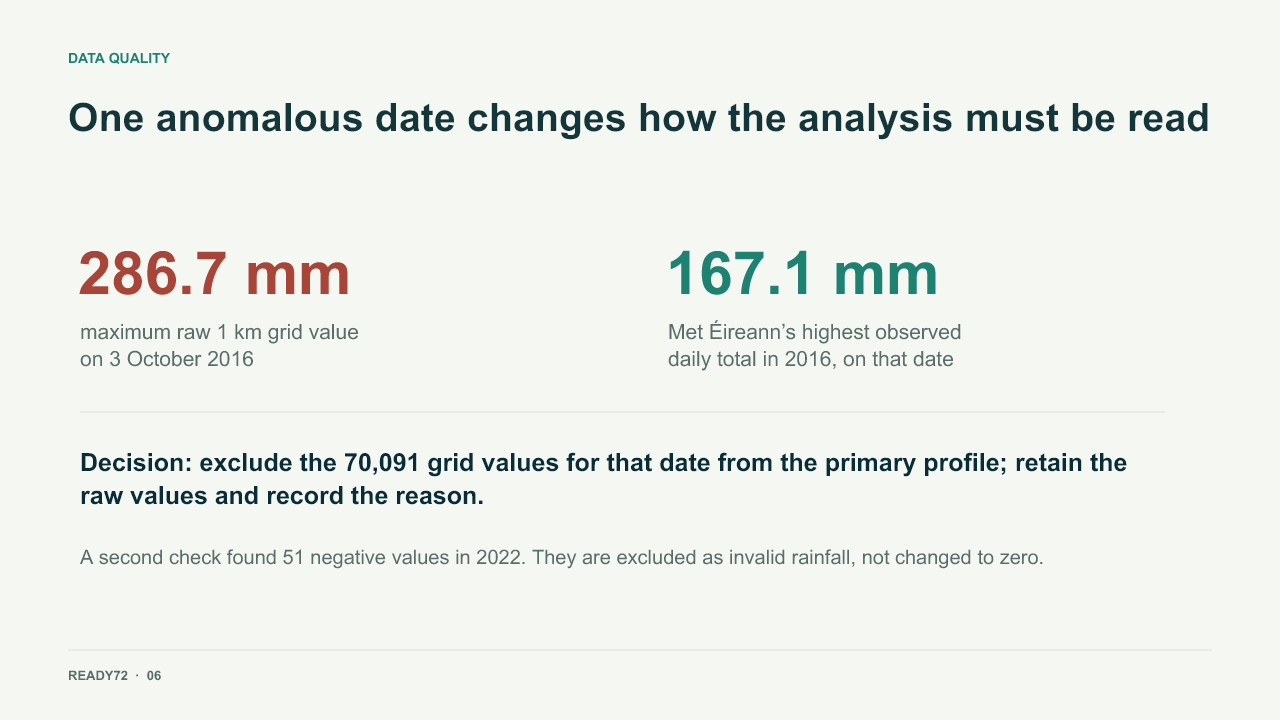 DATA QUALITY
One anomalous date changes how the analysis must be read
286.7 mm
maximum raw 1 km grid value
on 3 October 2016
167.1 mm
Met Éireann’s highest observed
daily total in 2016, on that date
Decision: exclude the 70,091 grid values for that date from the primary profile; retain the
raw values and record the reason.
A second check found 51 negative values in 2022. They are excluded as invalid rainfall, not changed to zero.
READY72 · 06